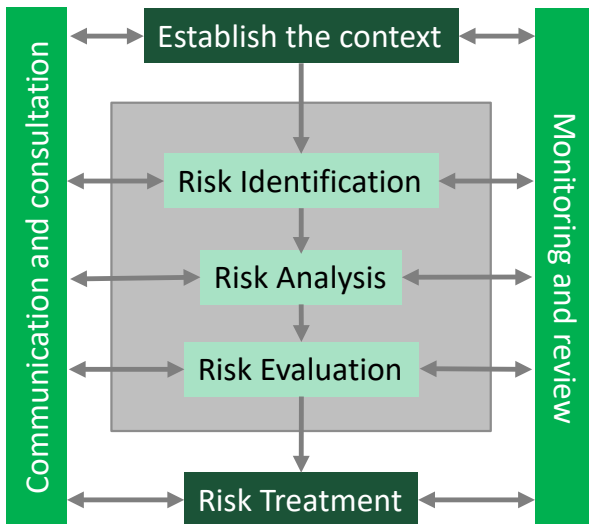 Establish the context
Communication and consultation
Monitoring and review
Risk Identification
Risk Analysis
Risk Evaluation
Risk Treatment